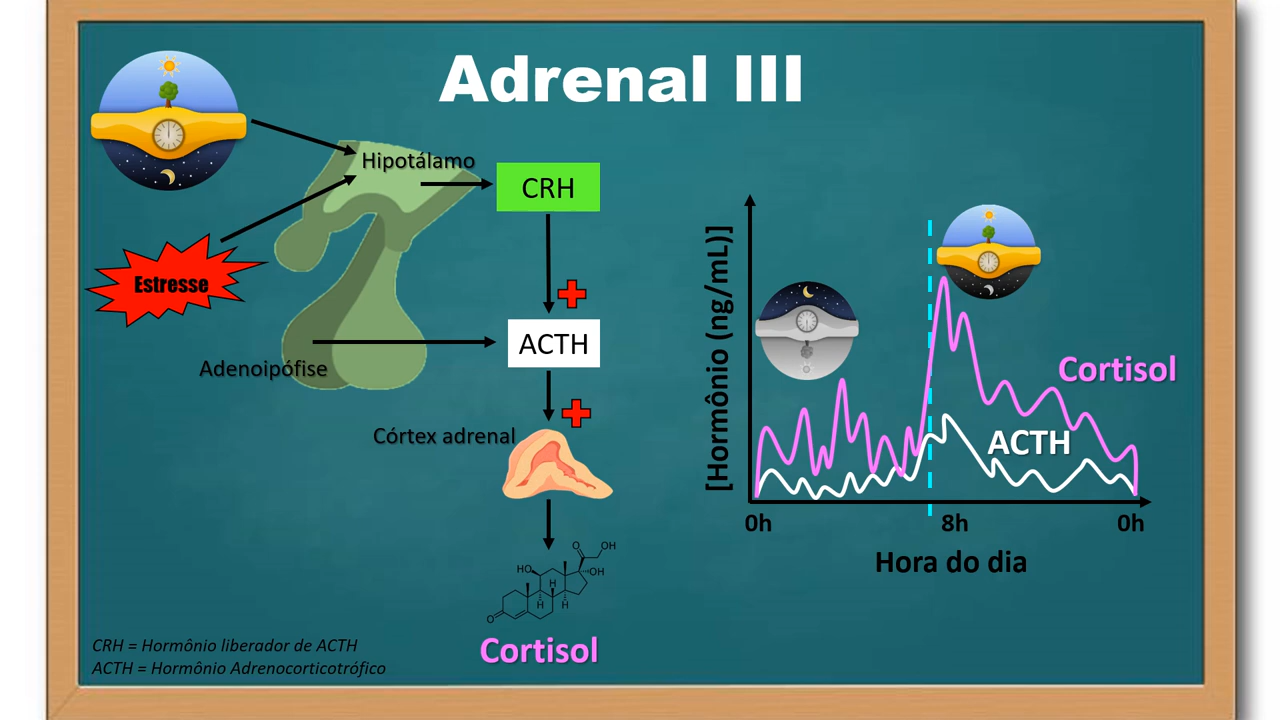 Adrenal III
Hipotálamo
CRH
Estresse
ACTH
Adenoipófise
Córtex adrenal
O
OH
HO
OH
H
H
H
O
Cortisol
CRH = Hormônio liberador de ACTH
ACTH = Hormônio Adrenocorticotrófico
[Hormônio (ng/mL)]
Cortisol
ACTH
0h
8h
0h
Hora do dia